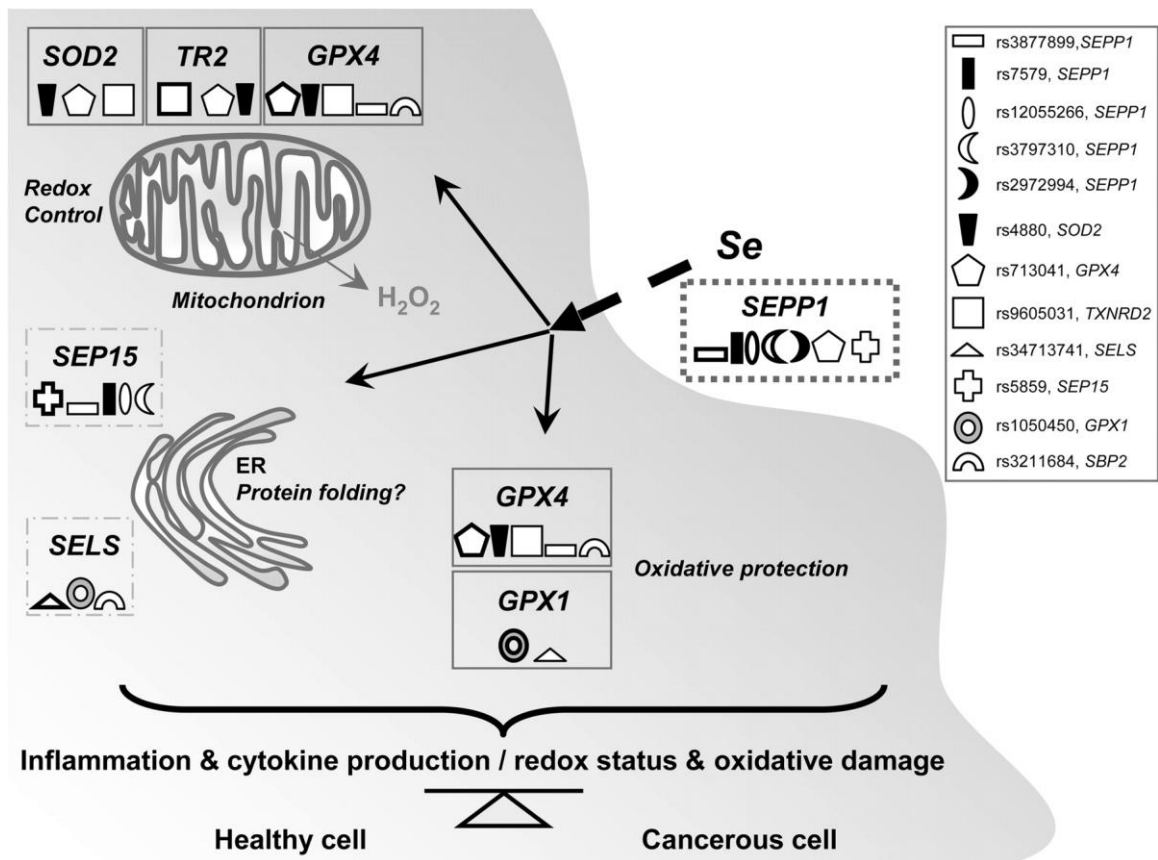 SOD2
TR2
GPX4
Redox
Control
Mitochondrion
H₂O₂
Se
SEPP1
SEP15
ER
Protein folding?
SELS
GPX4
Oxidative protection
GPX1
Inflammation & cytokine production / redox status & oxidative damage
Healthy cell
Cancerous cell
rs3877899,SEPP1
rs7579, SEPP1
rs12055266, SEPP1
rs3797310, SEPP1
rs2972994, SEPP1
rs4880, SOD2
rs713041, GPX4
rs9605031, TXNRD2
rs34713741, SELS
rs5859, SEP15
rs1050450, GPX1
rs3211684, SBP2